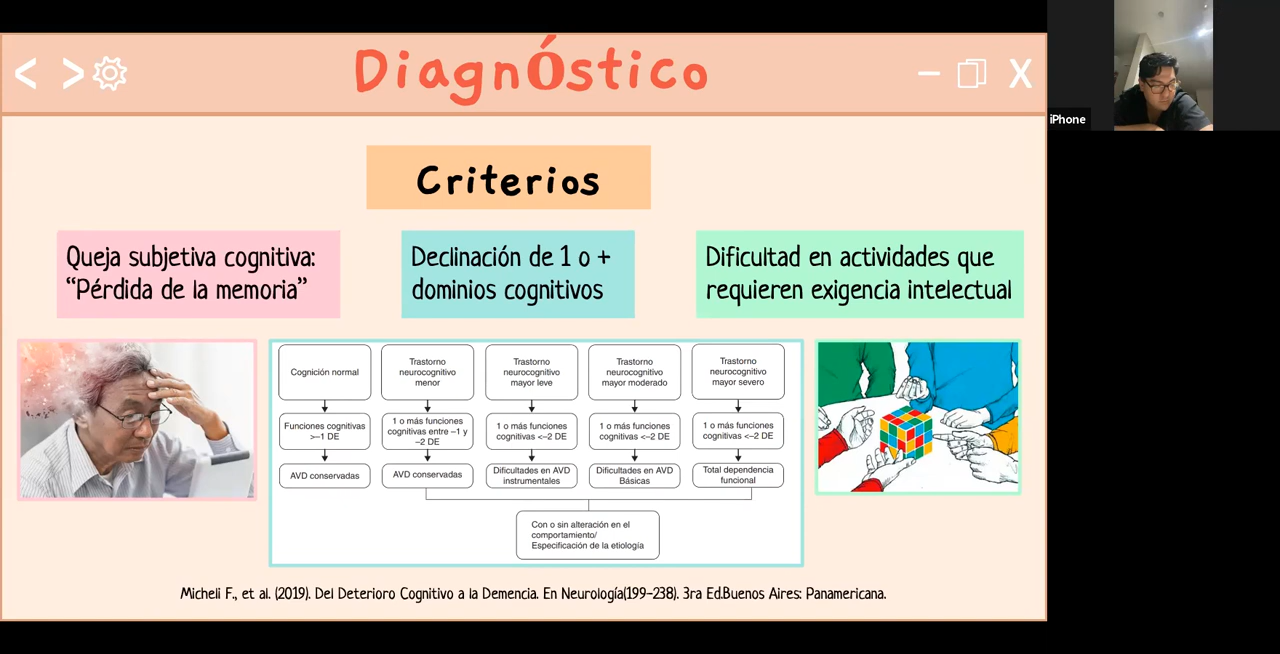 DiagnÓstico
X
iPhone
Criterios
Queja subjetiva cognitiva:
“Pérdida de la memoria”
Declinación de 1 o +
dominios cognitivos
Dificultad en actividades que
requieren exigencia intelectual
Cognición normal
Funciones cognitivas
>–1 DE
AVD conservadas
Trastorno
neurocognitivo
menor
1 o más funciones
cognitivas entre –1 y
–2 DE
AVD conservadas
Trastorno
neurocognitivo
mayor leve
1 o más funciones
cognitivas <–2 DE
Dificultades en AVD
instrumentales
Trastorno
neurocognitivo
mayor moderado
1 o más funciones
cognitivas <–2 DE
Dificultades en AVD
Básicas
Trastorno
neurocognitivo
mayor severo
1 o más funciones
cognitivas <–2 DE
Total dependencia
funcional
Con o sin alteración en el
comportamiento/
Especificación de la etiología
Micheli F., et al. (2019). Del Deterioro Cognitivo a la Demencia. En Neurología(199-238). 3ra Ed.Buenos Aires: Panamericana.